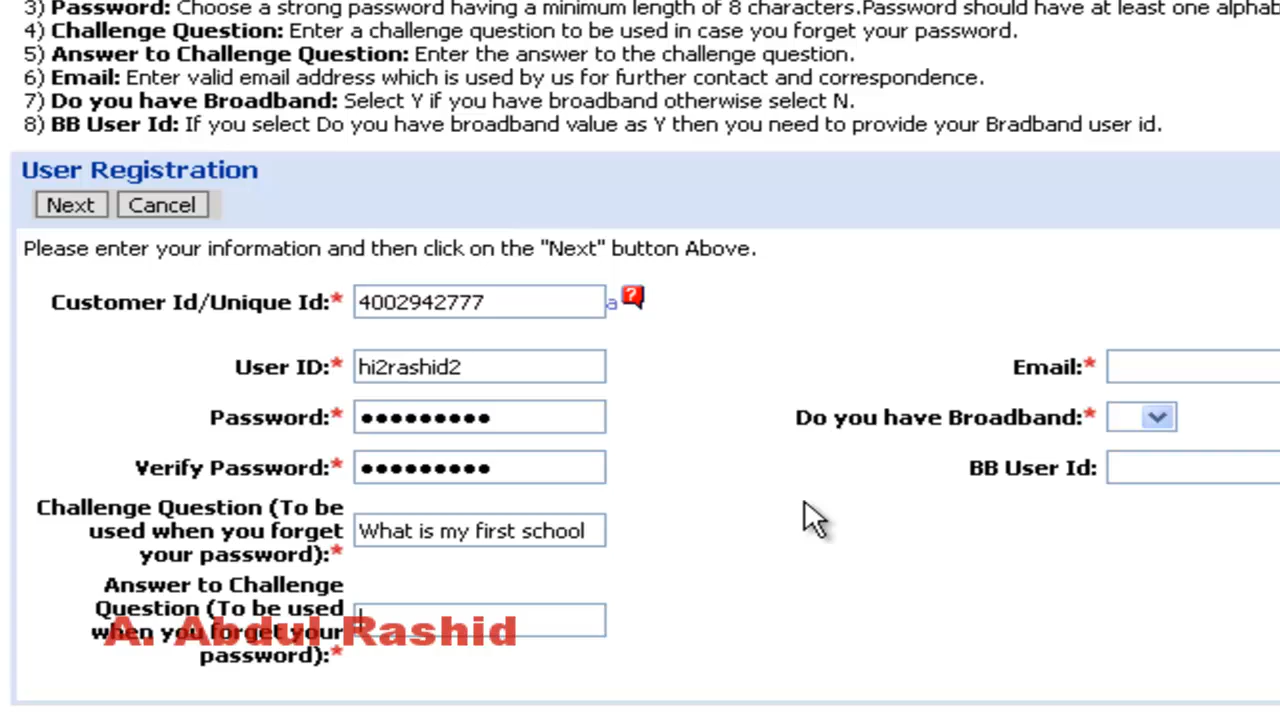 3) Password: Choose a strong password having a minimum length of 8 characters.Password should have at least one
4) Challenge Question: Enter a challenge question to be used in case you forget your password.
5) Answer to Challenge Question: Enter the answer to the challenge question.
6) Email: Enter valid email address which is used by us for further contact and correspondence.
7) Do you have Broadband: Select Y if you have broadband otherwise select N.
8) BB User Id: If you select Do you have broadband value as Y then you need to provide your Bradband user id.
User Registration
Next Cancel
Please enter your information and then click on the "Next" button Above.
Customer Id/Unique Id:* 4002942777 a ?
User ID:* hi2rashid2 Email:*
Password:* ●●●●●●●●● Do you have Broadband:*
Verify Password:* ●●●●●●●●● BB User Id:
Challenge Question (To be
used when you forget What is my first school
your password):*
Answer to Challenge
Question (To be used
when you forget your
A. Abdul Rashid
password):*